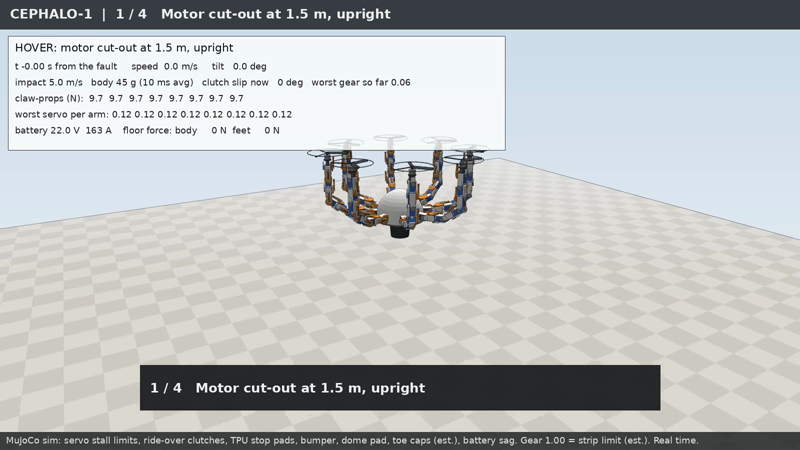 CEPHALO-1 | 1 / 4 Motor cut-out at 1.5 m, upright
HOVER: motor cut-out at 1.5 m, upright
t -0.00 s from the fault speed 0.0 m/s tilt 0.0 deg
impact 5.0 m/s body 45 g (10 ms avg) clutch slip now 0 deg worst gear so far 0.06
claw-props (N): 9.7 9.7 9.7 9.7 9.7 9.7 9.7 9.7
worst servo per arm: 0.12 0.12 0.12 0.12 0.12 0.12 0.12 0.12
battery 22.0 V 163 A floor force: body 0 N feet 0 N
1 / 4 Motor cut-out at 1.5 m, upright
MuJoCo sim: servo stall limits, ride-over clutches, TPU stop pads, bumper, dome pad, toe caps (est.), battery sag. Gear 1.00 = strip limit (est.). Real time.